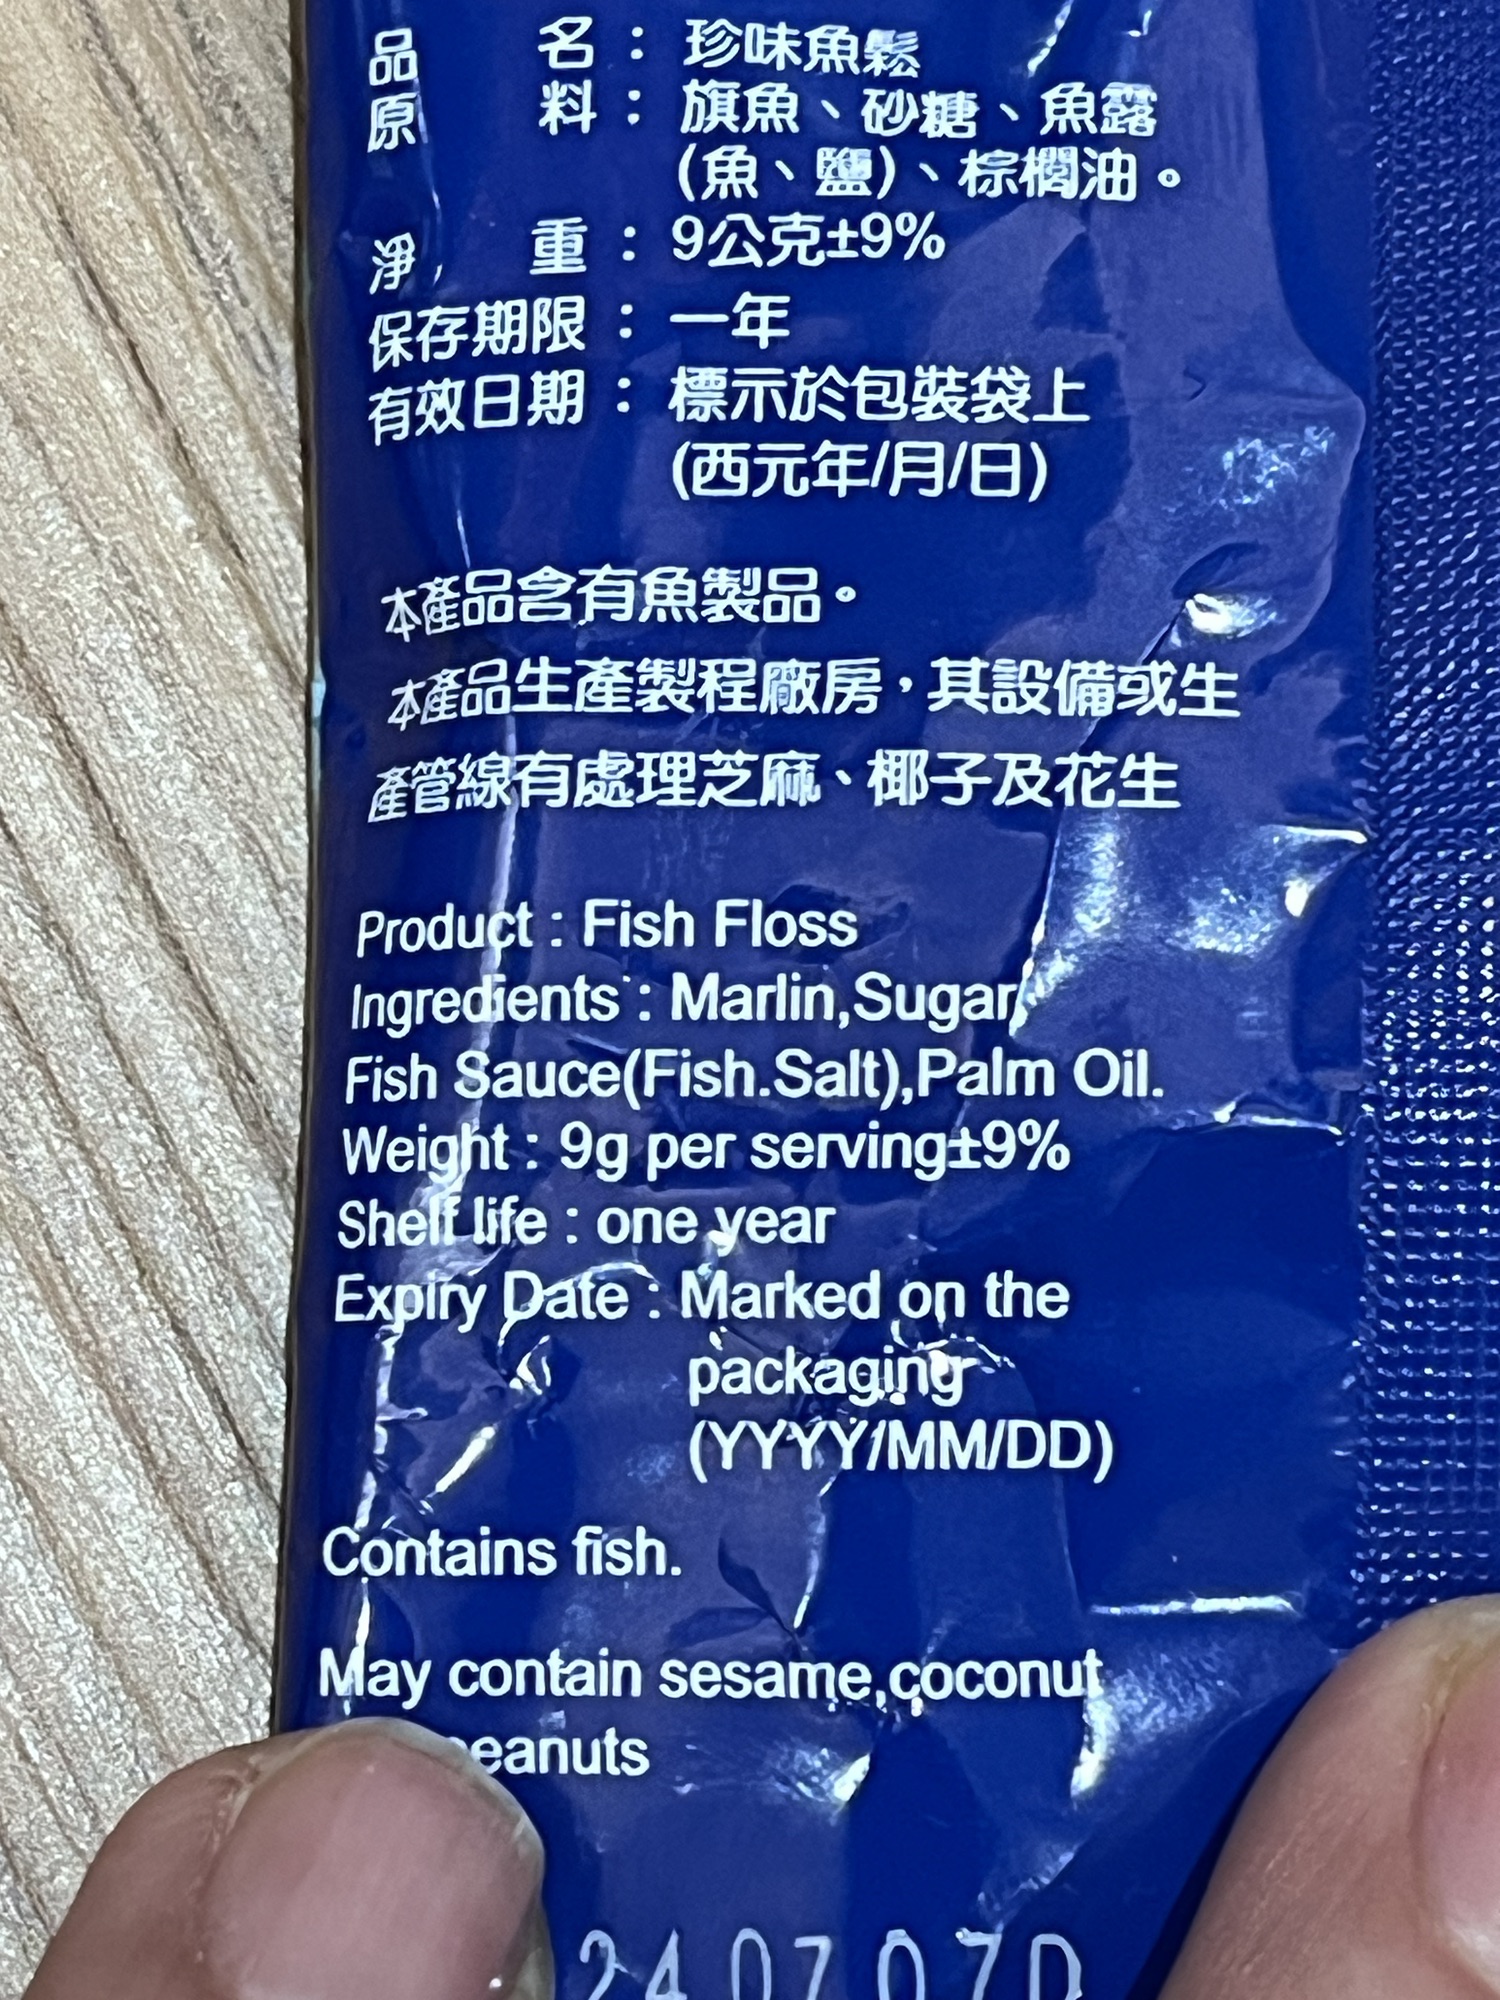 品名：珍味魚鬆
原料：旗魚、砂糖、魚露
(魚、鹽)、棕櫚油。
淨重：9公克±9%
保存期限：一年
有效日期：標示於包裝袋上
(西元年/月/日)
本產品含有魚製品。
本產品生產製程廠房，其設備或生
產管線有處理芝麻、椰子及花生
Product : Fish Floss
Ingredients : Marlin,Sugar,
Fish Sauce(Fish.Salt),Palm Oil.
Weight : 9g per serving±9%
Shelf life : one year
Expiry Date : Marked on the
packaging
(YYYY/MM/DD)
Contains fish.
May contain sesame,coconut
peanuts